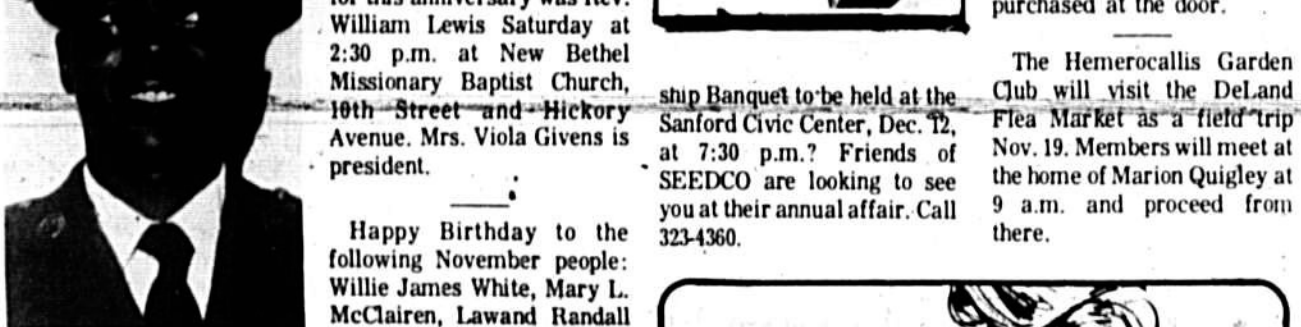 for this anniversary was Rev.
William Lewis Saturday at
2:30 p.m. at New Bethel
Missionary Baptist Church,
10th Street and Hickory
Avenue. Mrs. Viola Givens is
president.
Happy Birthday to the
following November people:
Willie James White, Mary L.
McClairen, Lawand Randall
ship Banquet to be held at the
Sanford Civic Center, Dec. 12,
at 7:30 p.m.? Friends of
SEEDCO are looking to see
you at their annual affair. Call
323-4360.
purchased at the door.
The Hemerocallis Garden
Club will visit the DeLand
Flea Market as a field trip
Nov. 19. Members will meet at
the home of Marion Quigley at
9 a.m. and proceed from
there.